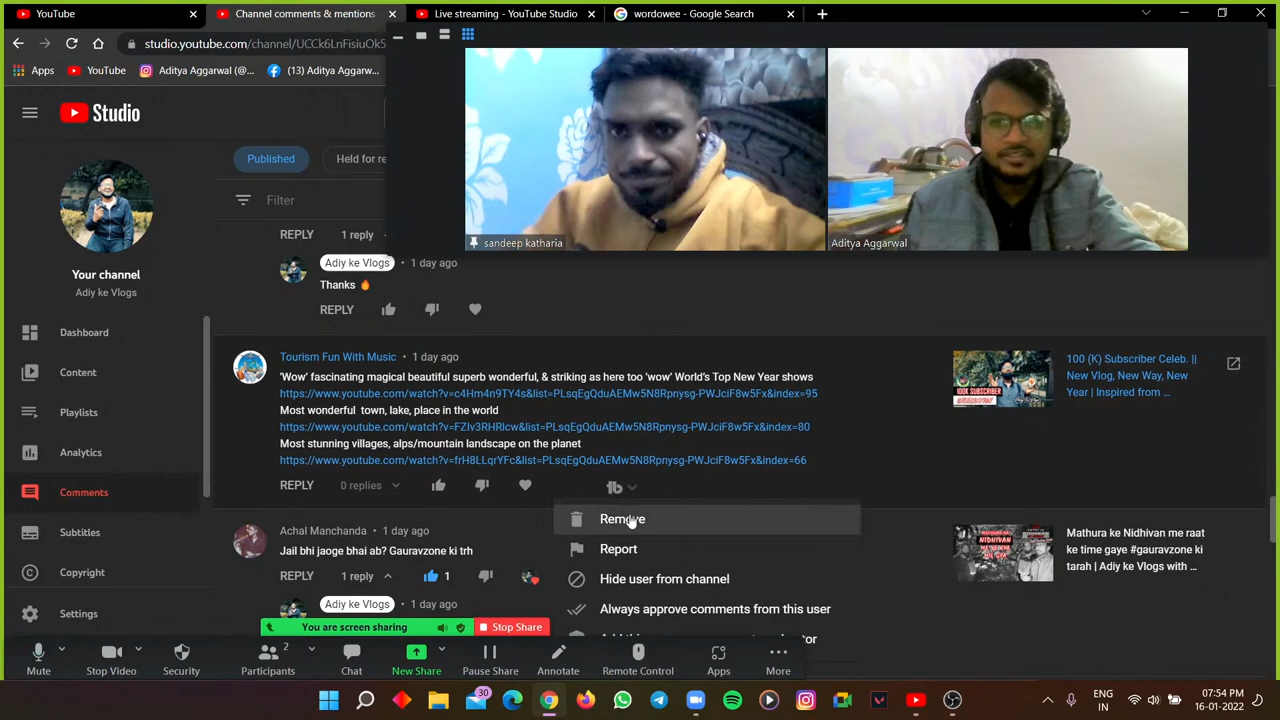 YouTube
Channel comments & mentions
Live streaming - YouTube Studio
wordowee - Google Search
studio.youtube.com/channel/UCCk6LnFisiuOk5
Apps
YouTube
Aditya Aggarwal (@...
(13) Aditya Aggarw...
Studio
Published
Held for re
Filter
sandeep katharia
Aditya Aggarwal
REPLY
1 reply
Adiy ke Vlogs
1 day ago
Thanks 🔥
REPLY
Your channel
Adiy ke Vlogs
Dashboard
Content
Playlists
Analytics
Comments
Subtitles
Copyright
Settings
Tourism Fun With Music • 1 day ago
'Wow' fascinating magical beautiful superb wonderful, & striking as here too 'wow' World's Top New Year shows
https://www.youtube.com/watch?v=c4Hm4n9TY4s&list=PLsqEgQduAEMw5N8Rpnysg-PWJciF8w5Fx&index=95
Most wonderful town, lake, place in the world
https://www.youtube.com/watch?v=FZIv3RHRlcw&list=PLsqEgQduAEMw5N8Rpnysg-PWJciF8w5Fx&index=80
Most stunning villages, alps/mountain landscape on the planet
https://www.youtube.com/watch?v=frH8LLqrYFc&list=PLsqEgQduAEMw5N8Rpnysg-PWJciF8w5Fx&index=66
REPLY
0 replies
100 (K) Subscriber Celeb. ||
New Vlog, New Way, New
Year | Inspired from ...
Remove
Report
Hide user from channel
Always approve comments from this user
Achal Manchanda • 1 day ago
Jail bhi jaoge bhai ab? Gauravzone ki trh
REPLY
1 reply
1
Mathura ke Nidhivan me raat
ke time gaye #gauravzone ki
tarah | Adiy ke Vlogs with ...
Adiy ke Vlogs
1 day ago
You are screen sharing
Stop Share
Mute
Stop Video
Security
Participants
2
Chat
New Share
Pause Share
Annotate
Remote Control
Apps
More
30
ENG
IN
07:54 PM
16-01-2022